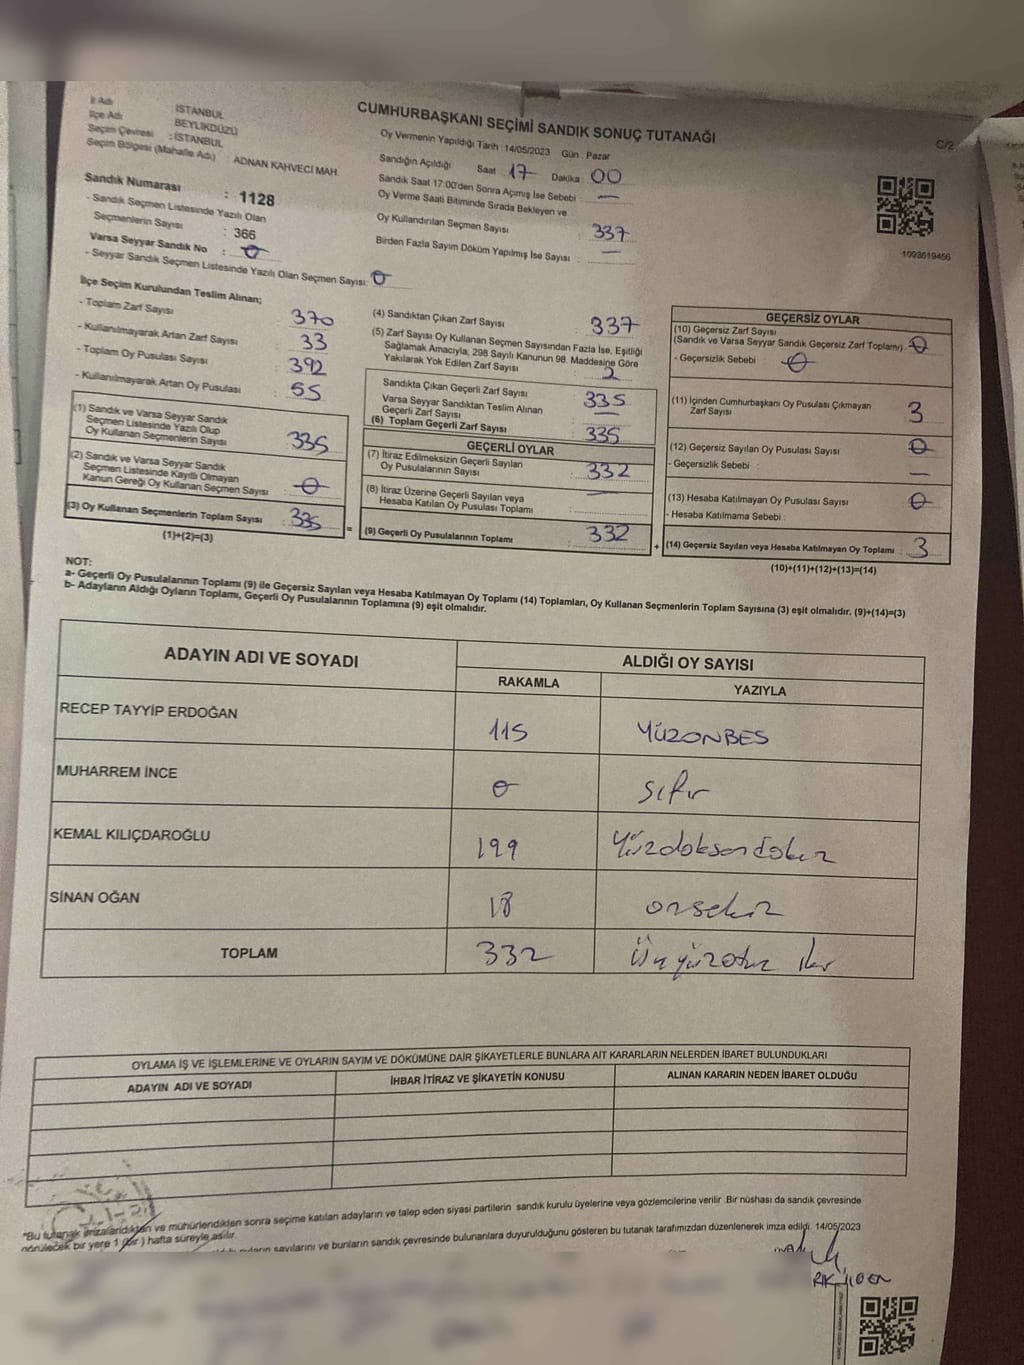 CUMHURBAŞKANI SEÇİMİ SANDIK SONUÇ TUTANAĞI
C/2
İl Adı : İSTANBUL
İlçe Adı : BEYLİKDÜZÜ
Seçim Çevresi : İSTANBUL
Seçim Bölgesi (Mahalle Adı) : ADNAN KAHVECİ MAH.
Sandık Numarası : 1128
- Sandık Seçmen Listesinde Yazılı Olan
Seçmenlerin Sayısı : 366
Varsa Seyyar Sandık No : 0
- Seyyar Sandık Seçmen Listesinde Yazılı Olan Seçmen Sayısı: 0
Oy Vermenin Yapıldığı Tarih : 14/05/2023 Gün : Pazar
Sandığın Açıldığı Saat : 17 Dakika : 00
Sandık Saat 17:00'den Sonra Açımış İse Sebebi : —
Oy Verme Saati Bitiminde Sırada Bekleyen ve
Oy Kullandırılan Seçmen Sayısı : 337
Birden Fazla Sayım Döküm Yapılmış İse Sayısı : —
1093619456
İlçe Seçim Kurulundan Teslim Alınan;
- Toplam Zarf Sayısı : 370
- Kullanılmayarak Artan Zarf Sayısı : 33
- Toplam Oy Pusulası Sayısı : 392
- Kullanılmayarak Artan Oy Pusulası : 55
(1) Sandık ve Varsa Seyyar Sandık
Seçmen Listesinde Yazılı Olup
Oy Kullanan Seçmenlerin Sayısı : 335
(2) Sandık ve Varsa Seyyar Sandık
Seçmen Listesinde Kayıtlı Olmayan
Kanun Gereği Oy Kullanan Seçmen Sayısı : 0
(3) Oy Kullanan Seçmenlerin Toplam Sayısı : 335
(1)+(2)=(3)
=
(4) Sandıktan Çıkan Zarf Sayısı : 337
(5) Zarf Sayısı Oy Kullanan Seçmen Sayısından Fazla İse, Eşitliği
Sağlamak Amacıyla, 298 Sayılı Kanunun 98. Maddesine Göre
Yakılarak Yok Edilen Zarf Sayısı : 2
Sandıkta Çıkan Geçerli Zarf Sayısı : 335
Varsa Seyyar Sandıktan Teslim Alınan
Geçerli Zarf Sayısı : —
(6) Toplam Geçerli Zarf Sayısı : 335
GEÇERLİ OYLAR
(7) İtiraz Edilmeksizin Geçerli Sayılan
Oy Pusulalarının Sayısı : 332
(8) İtiraz Üzerine Geçerli Sayılan veya
Hesaba Katılan Oy Pusulası Toplamı : —
(9) Geçerli Oy Pusulalarının Toplamı : 332
+
GEÇERSİZ OYLAR
(10) Geçersiz Zarf Sayısı
(Sandık ve Varsa Seyyar Sandık Geçersiz Zarf Toplamı) : 0
- Geçersizlik Sebebi : 0
(11) İçinden Cumhurbaşkanı Oy Pusulası Çıkmayan
Zarf Sayısı : 3
(12) Geçersiz Sayılan Oy Pusulası Sayısı : 0
- Geçersizlik Sebebi : —
(13) Hesaba Katılmayan Oy Pusulası Sayısı : 0
- Hesaba Katılmama Sebebi :
(14) Geçersiz Sayılan veya Hesaba Katılmayan Oy Toplamı : 3
(10)+(11)+(12)+(13)=(14)
NOT:
a- Geçerli Oy Pusulalarının Toplamı (9) ile Geçersiz Sayılan veya Hesaba Katılmayan Oy Toplamı (14) Toplamları, Oy Kullanan Seçmenlerin Toplam Sayısına (3) eşit olmalıdır. (9)+(14)=(3)
b- Adayların Aldığı Oyların Toplamı, Geçerli Oy Pusulalarının Toplamına (9) eşit olmalıdır.
ADAYIN ADI VE SOYADI ALDIĞI OY SAYISI
RAKAMLA YAZIYLA
RECEP TAYYİP ERDOĞAN 115 YÜZONBES
MUHARREM İNCE 0 sıfır
KEMAL KILIÇDAROĞLU 199 Yüzdoksandokuz
SİNAN OĞAN 18 onsekiz
TOPLAM 332 Üçyüzotuz iki
OYLAMA İŞ VE İŞLEMLERİNE VE OYLARIN SAYIM VE DÖKÜMÜNE DAİR ŞİKAYETLERLE BUNLARA AİT KARARLARIN NELERDEN İBARET BULUNDUKLARI
ADAYIN ADI VE SOYADI İHBAR İTİRAZ VE ŞİKAYETİN KONUSU ALINAN KARARIN NEDEN İBARET OLDUĞU
*Bu tutanak imzalandıktan ve mühürlendikten sonra seçime katılan adayların ve talep eden siyasi partilerin sandık kurulu üyelerine veya gözlemcilerine verilir. Bir nüshası da sandık çevresinde
görülecek bir yere 1 (bir) hafta süreyle asılır.
sayılarını ve bunların sandık çevresinde bulunanlara duyurulduğunu gösteren bu tutanak tarafımızdan düzenlenerek imza edildi. 14/05/2023